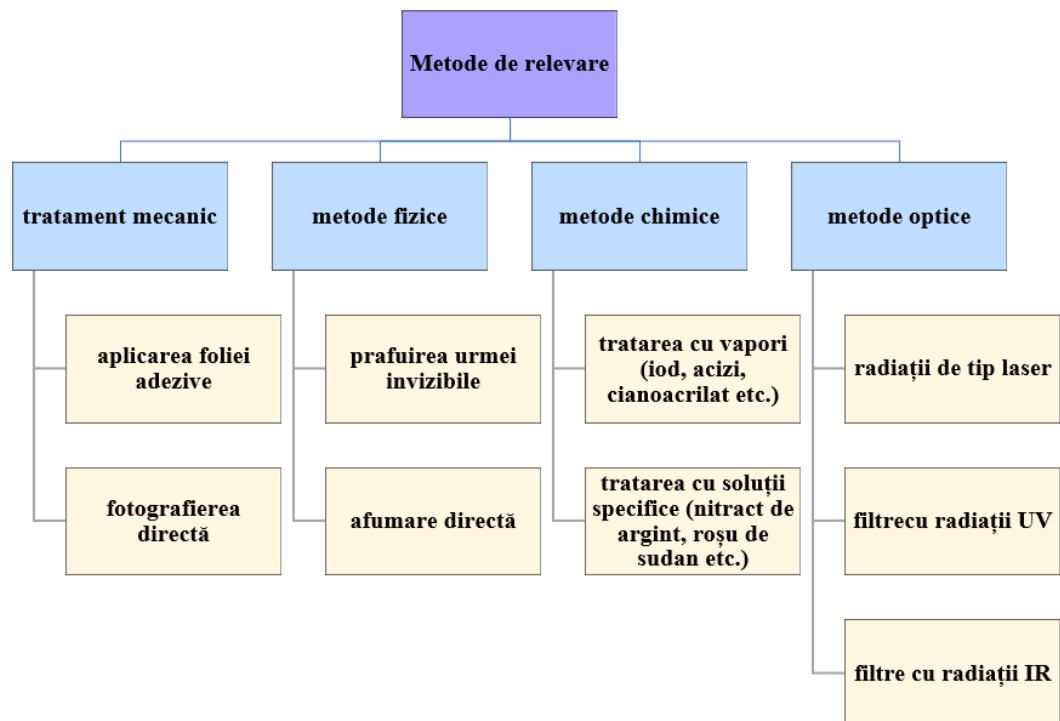 Metode de relevare
tratament mecanic
metode fizice
metode chimice
metode optice
aplicarea foliei
adezive
prafuirea urmei
invizibile
tratarea cu vapori
(iod, acizi,
cianoacrilat etc.)
radiații de tip laser
fotografierea
directă
afumare directă
tratarea cu soluții
specifice (nitract de
argint, roșu de
sudan etc.)
filtrecu radiații UV
filtre cu radiații IR